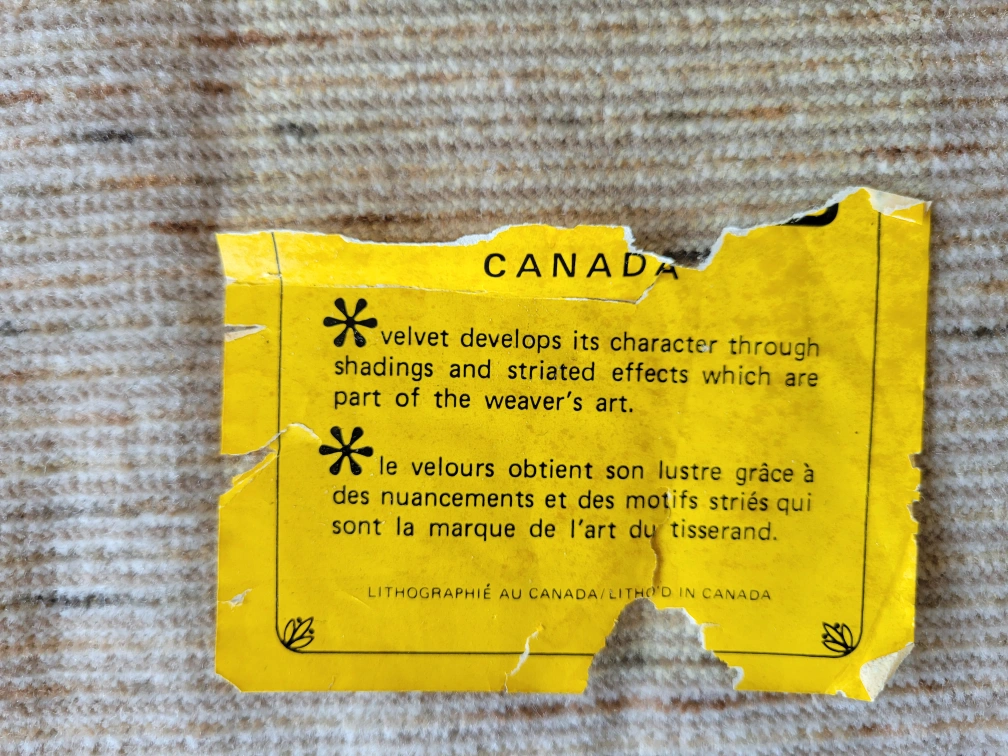 CANADA
* velvet develops its character through
shadings and striated effects which are
part of the weaver's art.
* le velours obtient son lustre grâce à
des nuancements et des motifs striés qui
sont la marque de l'art du tisserand.
LITHOGRAPHIÉ AU CANADA/LITHO'D IN CANADA